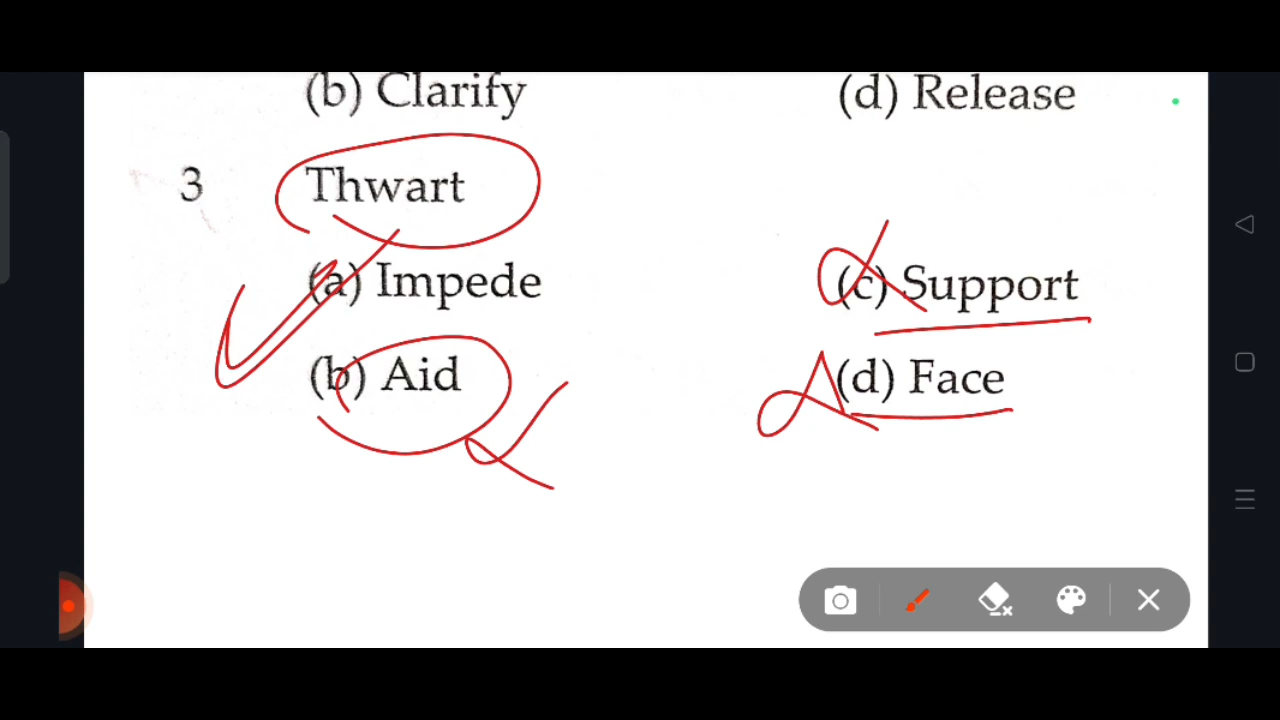 (b) Clarify (d) Release
3 Thwart
(a) Impede (c) Support
(b) Aid (d) Face